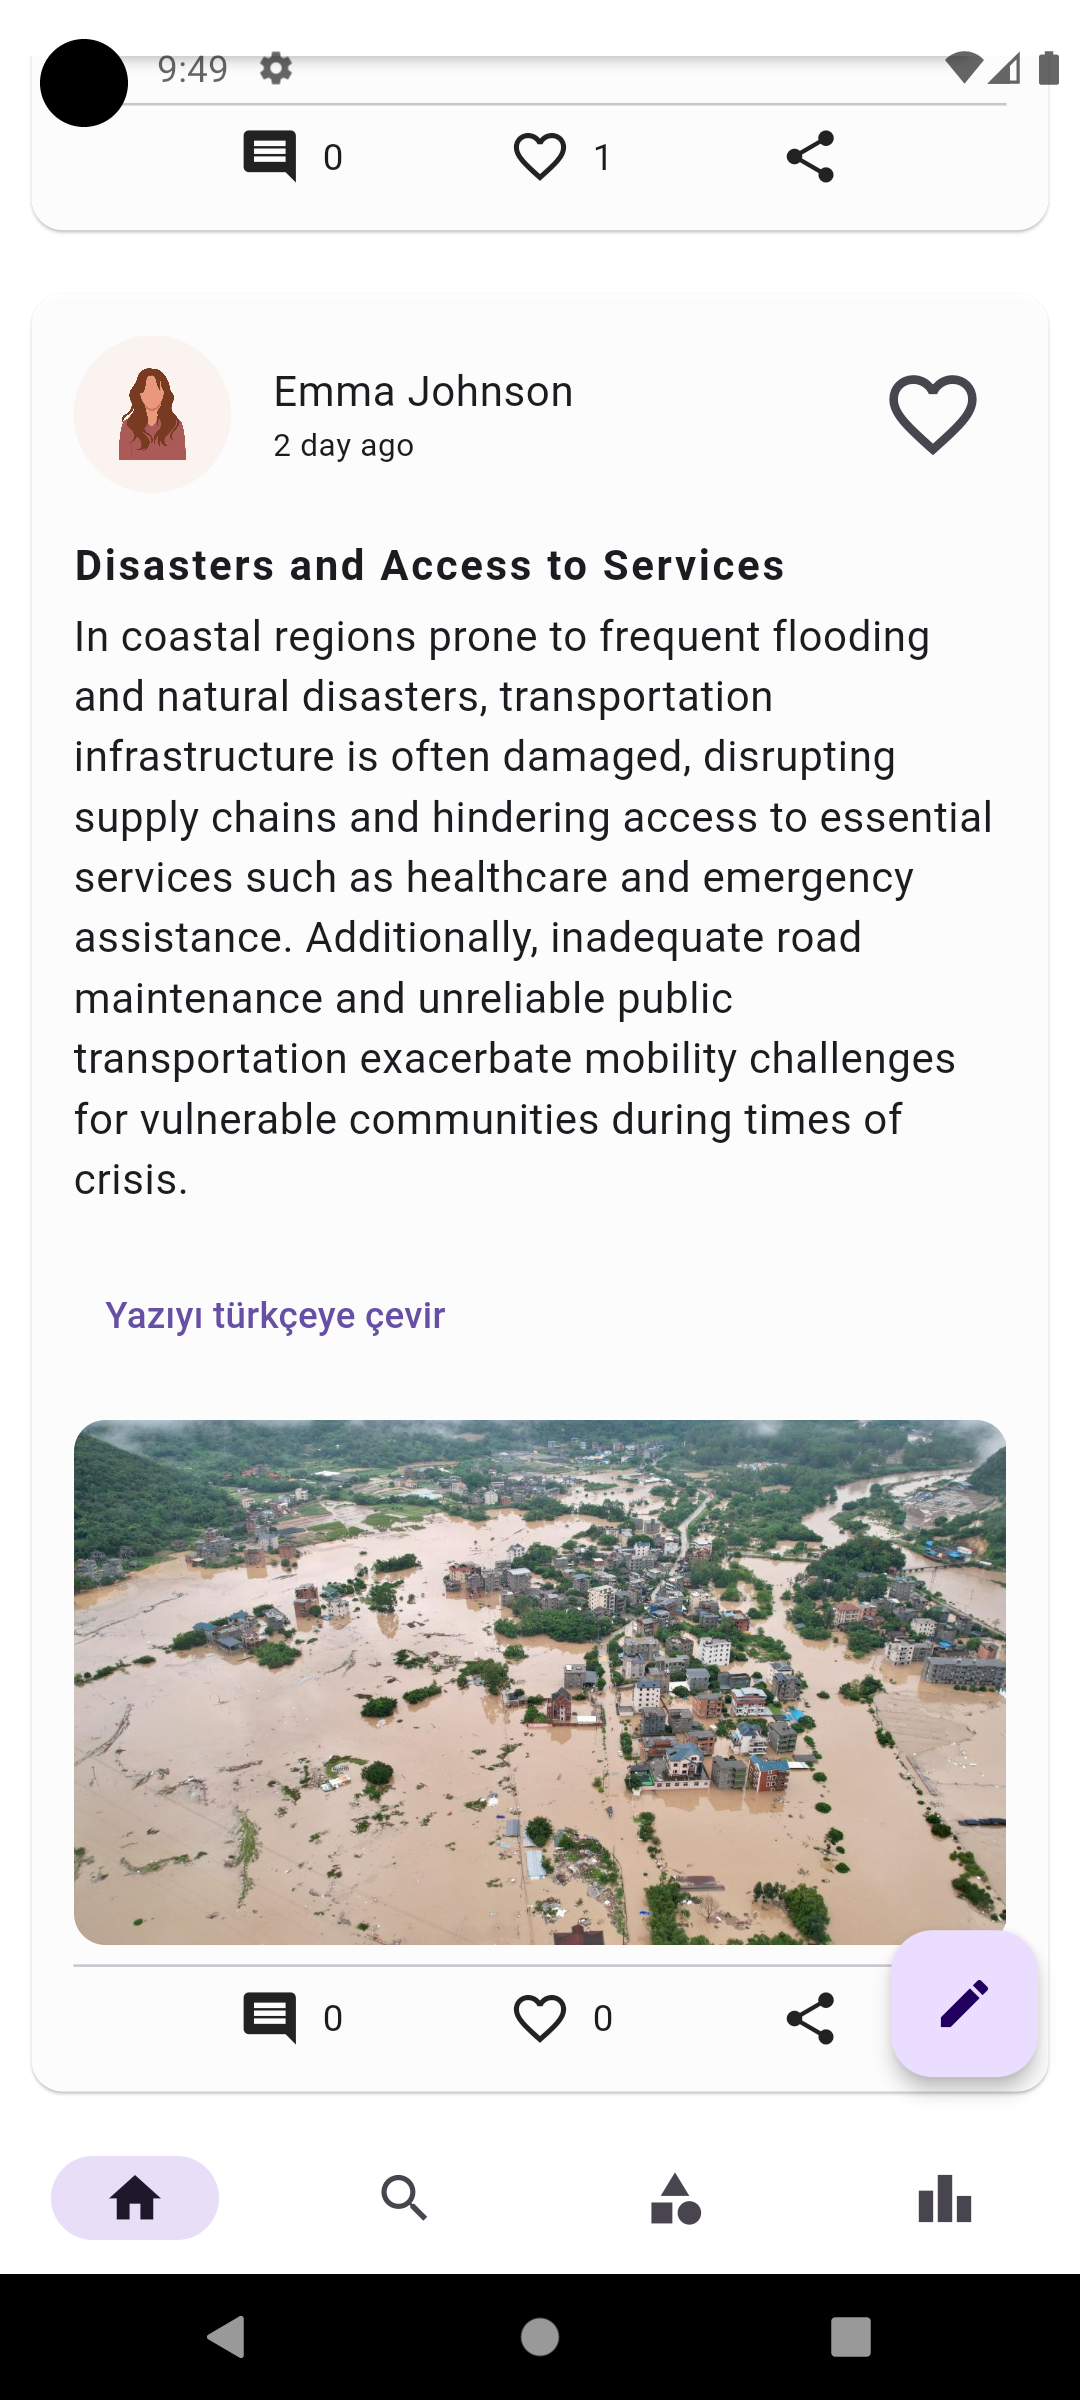 9:49
0 1
Emma Johnson
2 day ago
Disasters and Access to Services
In coastal regions prone to frequent flooding
and natural disasters, transportation
infrastructure is often damaged, disrupting
supply chains and hindering access to essential
services such as healthcare and emergency
assistance. Additionally, inadequate road
maintenance and unreliable public
transportation exacerbate mobility challenges
for vulnerable communities during times of
crisis.
Yazıyı türkçeye çevir
0 0